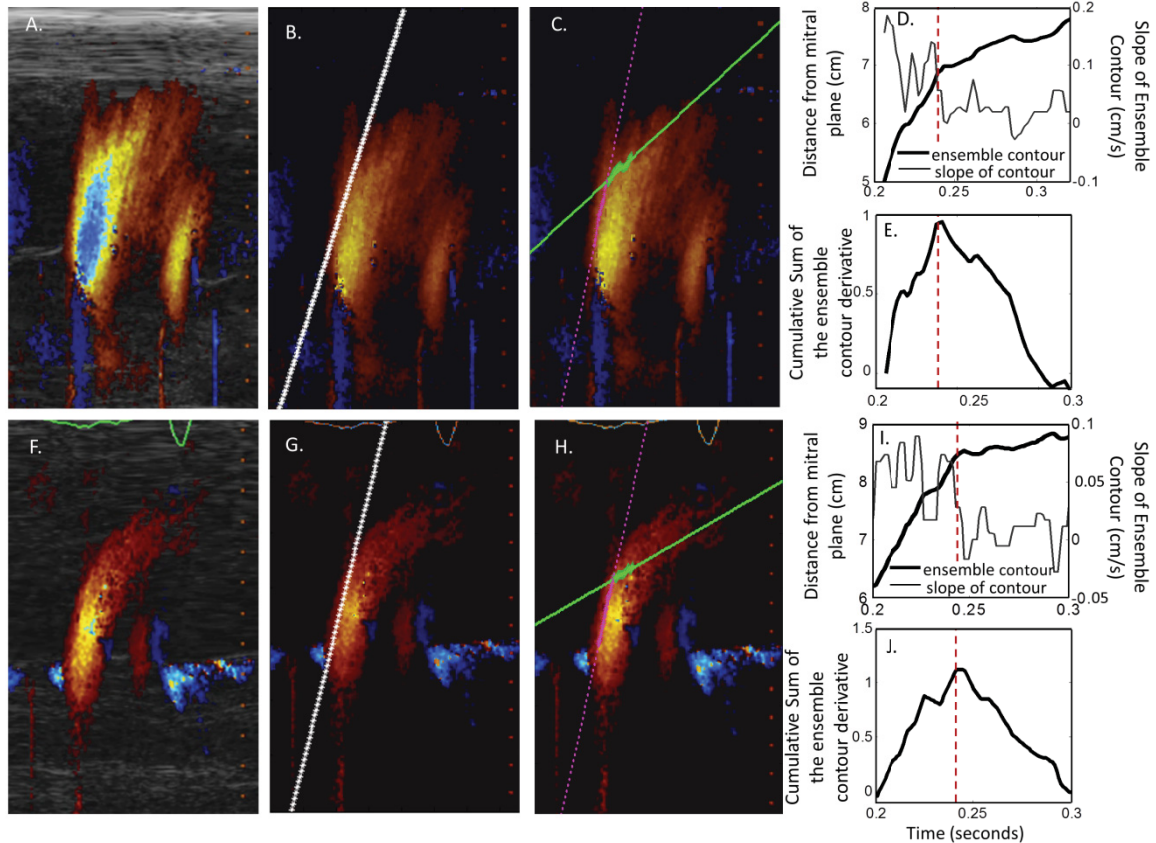 A.
B.
C.
D.
8
7
6
5
0.2
0.25
0.3
0.2
0.1
0
-0.1
Distance from mitral
plane (cm)
Slope of Ensemble
Contour (cm/s)
ensemble contour
slope of contour
E.
1
0.5
0
0.2
0.25
0.3
Cumulative Sum of
the ensemble
contour derivative
F.
G.
H.
I.
9
8
7
6
0.2
0.25
0.3
0.1
0.05
0
-0.05
Distance from mitral
plane (cm)
Slope of Ensemble
Contour (cm/s)
ensemble contour
slope of contour
J.
1.5
1
0.5
0
0.2
0.25
0.3
Cumulative Sum of
the ensemble
contour derivative
Time (seconds)